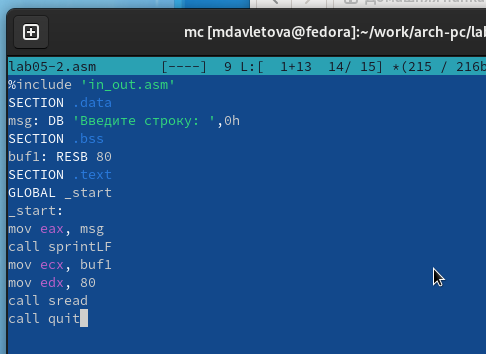 mc [mdavletova@fedora]:~/work/arch-pc/lab
lab05-2.asm [----] 9 L:[ 1+13 14/ 15] *(215 / 216b
%include 'in_out.asm'
SECTION .data
msg: DB 'Введите строку: ',0h
SECTION .bss
buf1: RESB 80
SECTION .text
GLOBAL _start
_start:
mov eax, msg
call sprintLF
mov ecx, buf1
mov edx, 80
call sread
call quit